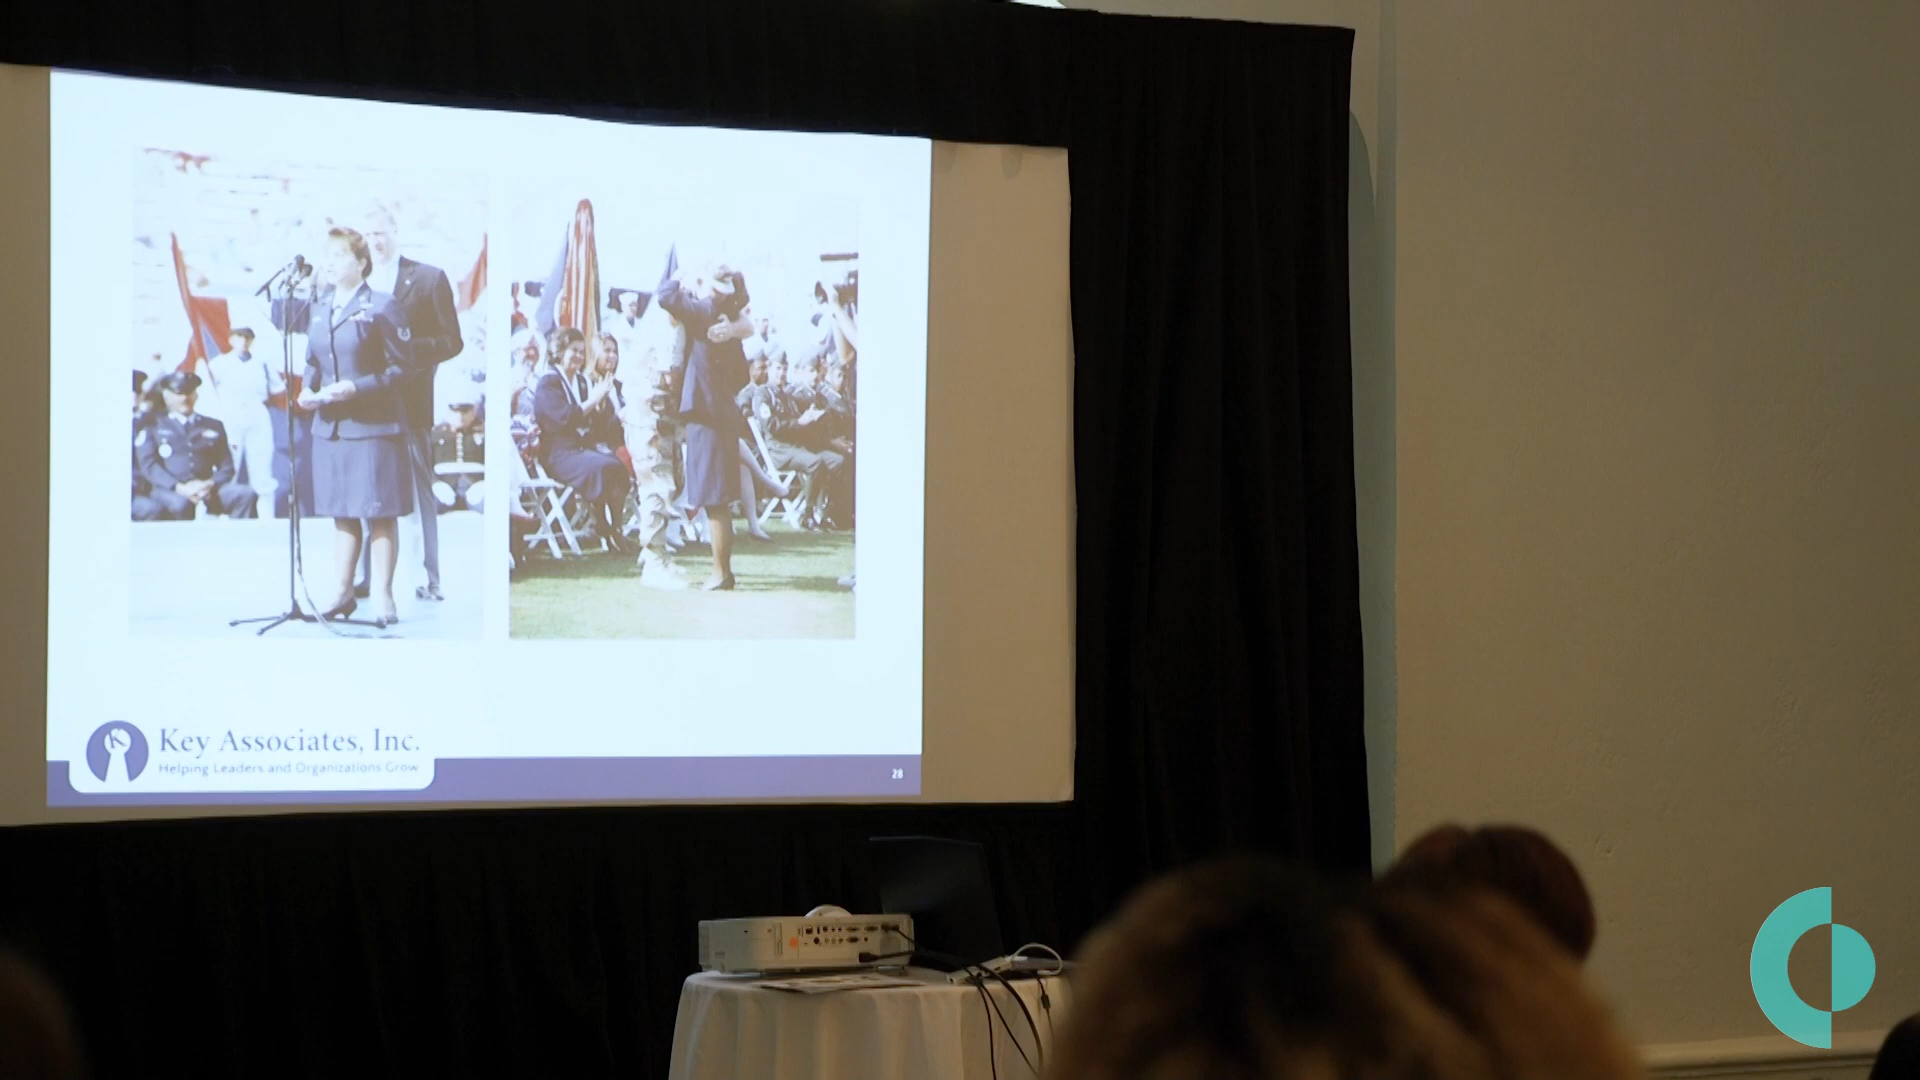 Key Associates, Inc.
Helping Leaders and Organizations Grow
28